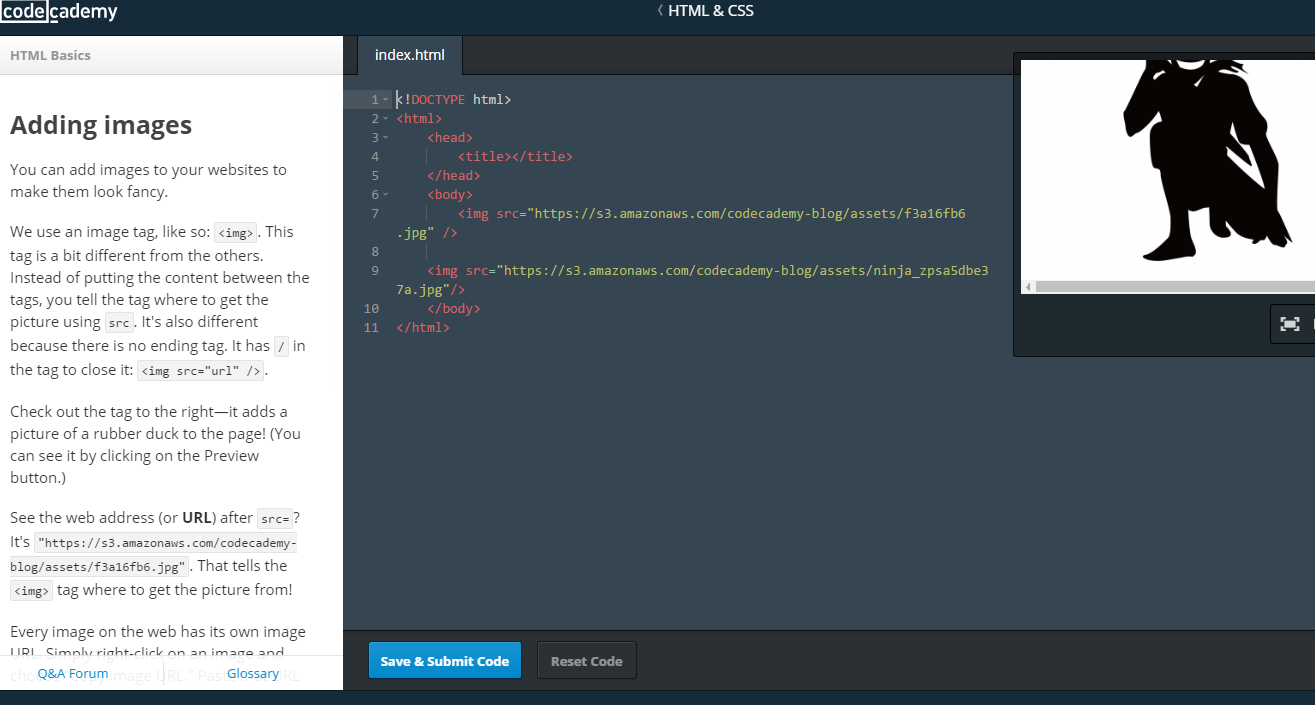 codecademy
HTML & CSS
HTML Basics
Adding images
You can add images to your websites to
make them look fancy.
We use an image tag, like so: <img>. This
tag is a bit different from the others.
Instead of putting the content between the
tags, you tell the tag where to get the
picture using src. It's also different
because there is no ending tag. It has / in
the tag to close it: <img src="url" />.
Check out the tag to the right—it adds a
picture of a rubber duck to the page! (You
can see it by clicking on the Preview
button.)
See the web address (or URL) after src=?
It's "https://s3.amazonaws.com/codecademy-
blog/assets/f3a16fb6.jpg". That tells the
<img> tag where to get the picture from!
Every image on the web has its own image
URL. Simply right-click on an image and
Q&A Forum
Glossary
index.html
1 <!DOCTYPE html>
2 <html>
3 <head>
4 <title></title>
5 </head>
6 <body>
7 <img src="https://s3.amazonaws.com/codecademy-blog/assets/f3a16fb6
.jpg" />
8
9 <img src="https://s3.amazonaws.com/codecademy-blog/assets/ninja_zpsa5dbe3
7a.jpg"/>
10 </body>
11 </html>
Save & Submit Code
Reset Code